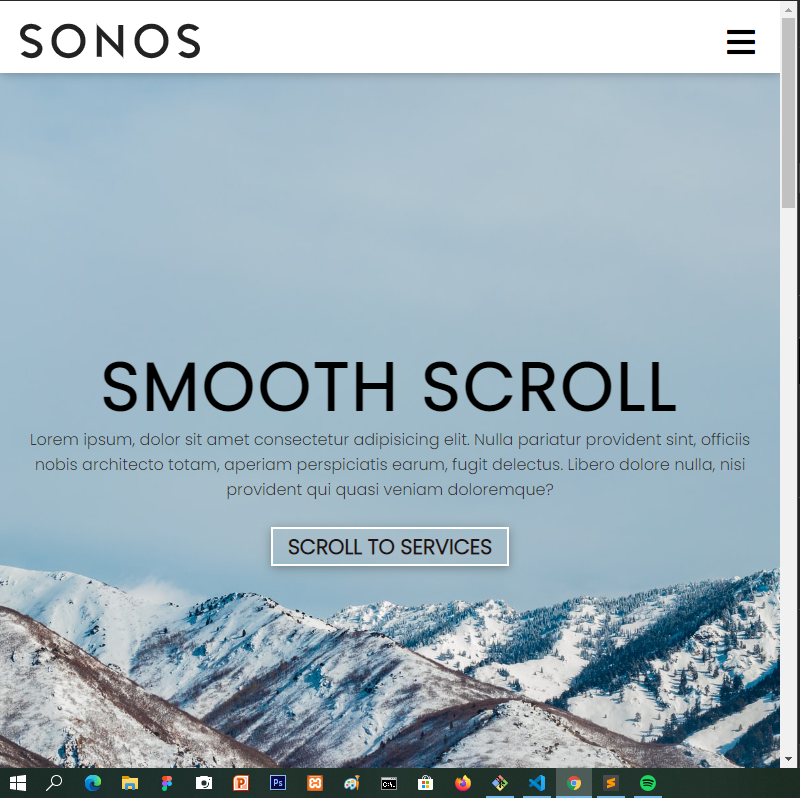 SONOS
SMOOTH SCROLL
Lorem ipsum, dolor sit amet consectetur adipisicing elit. Nulla pariatur provident sint, officiis
nobis architecto totam, aperiam perspiciatis earum, fugit delectus. Libero dolore nulla, nisi
provident qui quasi veniam doloremque?
SCROLL TO SERVICES
Ps
C:\.